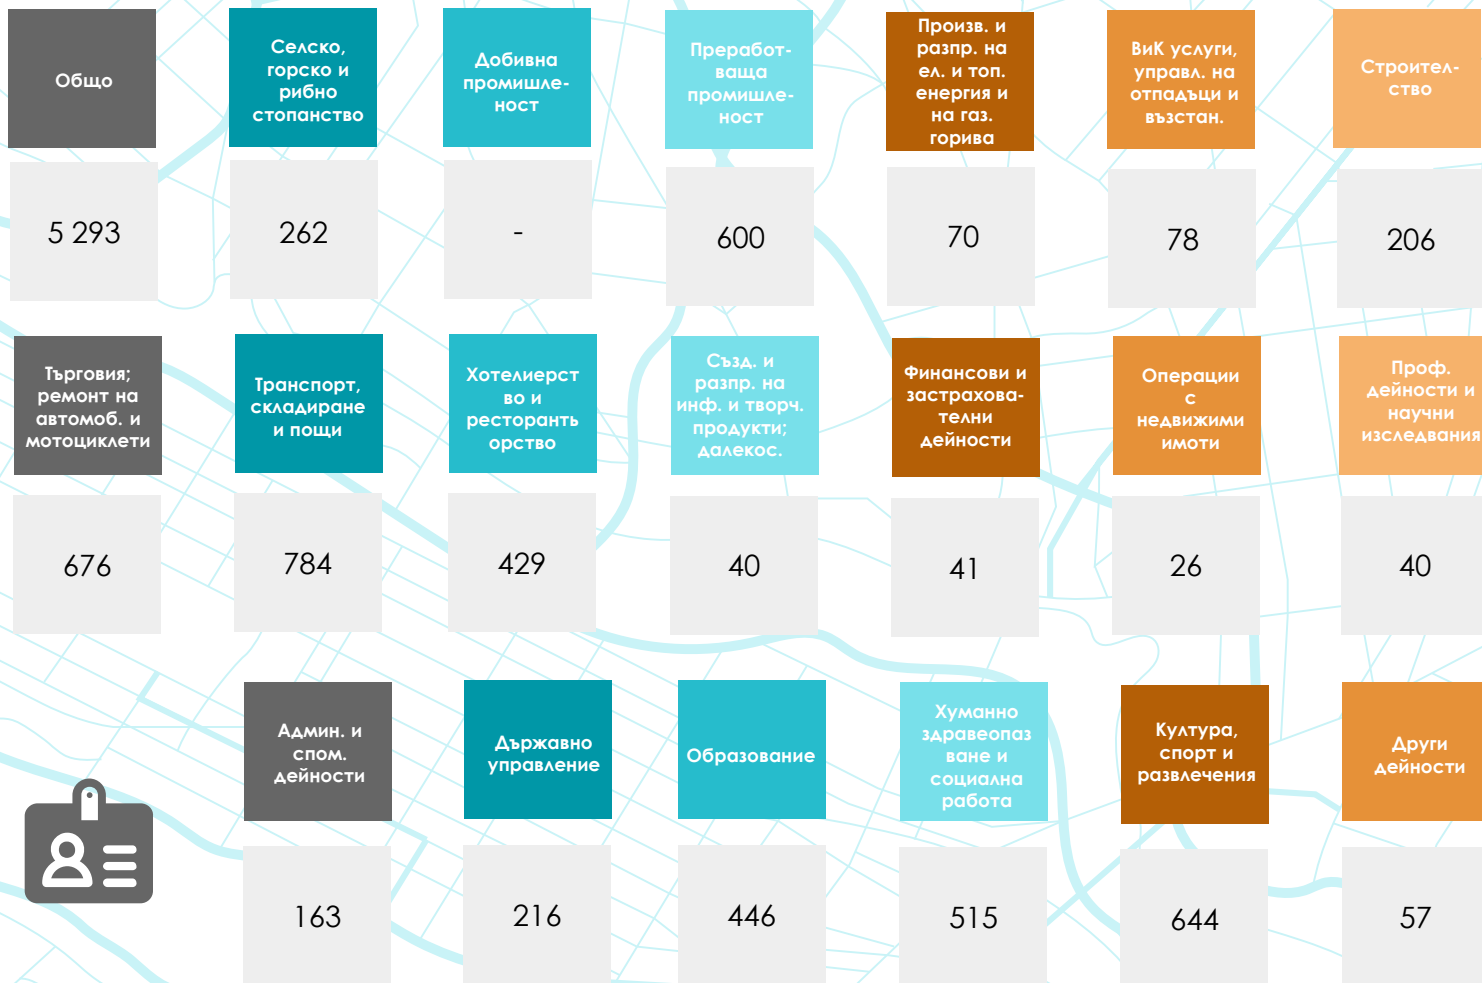 Общо
Селско,
горско и
рибно
стопанство
Добивна
промишле-
ност
Преработ-
ваща
промишле-
ност
Произв. и
разпр. на
ел. и топ.
енергия и
на газ.
горива
ВиК услуги,
управл. на
отпадъци и
възстан.
Строител-
ство
5 293
262
-
600
70
78
206
Търговия;
ремонт на
автомоб. и
мотоциклети
Транспорт,
складиране
и пощи
Хотелиерст
во и
ресторанть
орство
Създ. и
разпр. на
инф. и творч.
продукти;
далекос.
Финансови и
застрахова-
телни
дейности
Операции
с
недвижими
имоти
Проф.
дейности и
научни
изследвания
676
784
429
40
41
26
40
Админ. и
спом.
дейности
Държавно
управление
Образование
Хуманно
здравеопаз
ване и
социална
работа
Култура,
спорт и
развлечения
Други
дейности
163
216
446
515
644
57